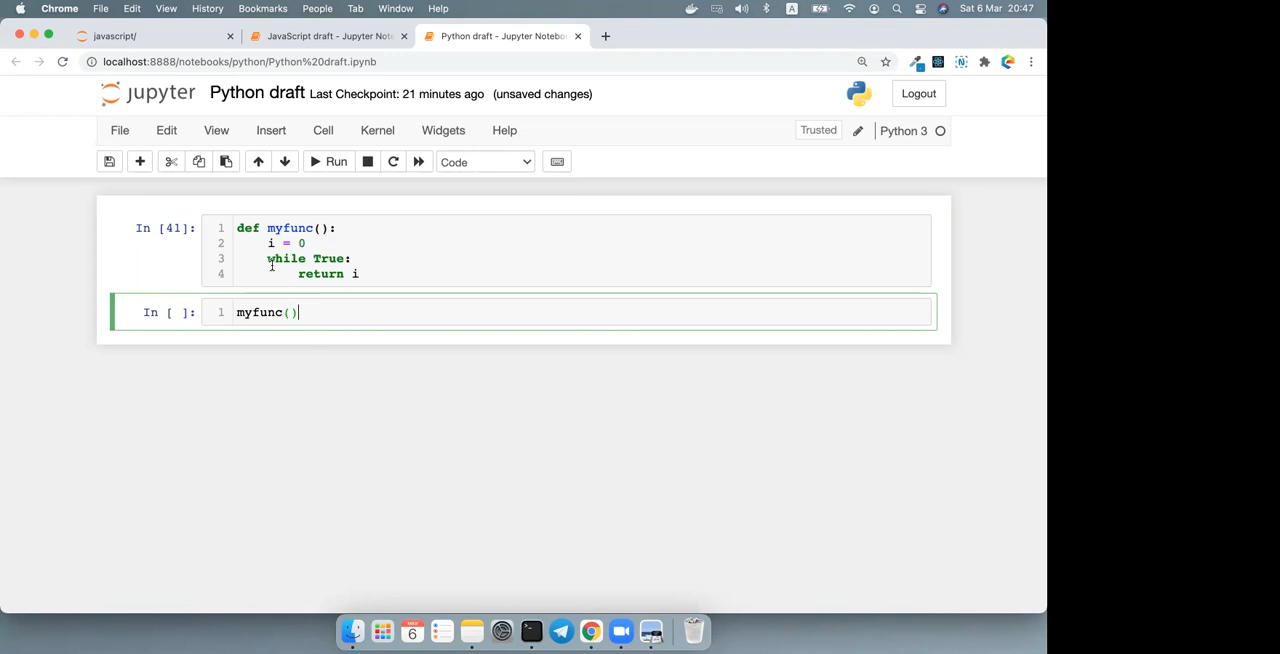 Chrome File Edit View History Bookmarks People Tab Window Help A Sat 6 Mar 20:47
javascript/ JavaScript draft - Jupyter Note Python draft - Jupyter Noteboo
localhost:8888/notebooks/python/Python%20draft.ipynb
jupyter Python draft Last Checkpoint: 21 minutes ago (unsaved changes) Logout
File Edit View Insert Cell Kernel Widgets Help Trusted Python 3
Run Code
In [41]: 1 def myfunc():
2 i = 0
3 while True:
4 return i
In [ ]: 1 myfunc()
6